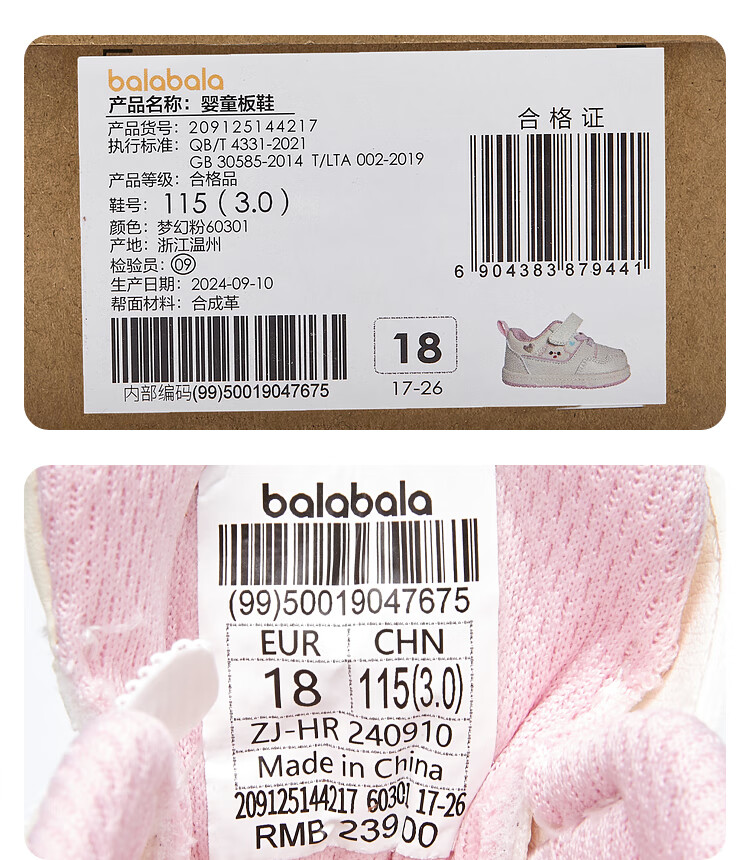 balabala
产品名称：婴童板鞋
产品货号：209125144217
执行标准：QB/T 4331-2021
GB 30585-2014 T/LTA 002-2019
产品等级：合格品
鞋号：115（3.0）
颜色：梦幻粉60301
产地：浙江温州
检验员：09
生产日期：2024-09-10
帮面材料：合成革
内部编码(99)50019047675
18
17-26
合格证
6 904383 879441
balabala
(99)50019047675
EUR CHN
18 115(3.0)
ZJ-HR 240910
Made in China
209125144217 60301 17-26
RMB 23900